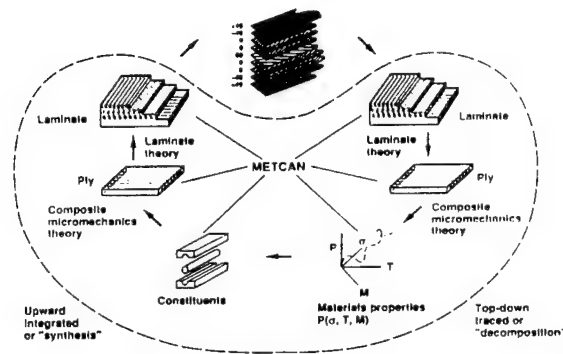 Laminate
Laminate
theory
METCAN
Ply
Composite
micromechanics
theory
Constituents
Upward
integrated
or "synthesis"
Laminate
Laminate
theory
Ply
Composite
micromechanics
theory
P
σ
T
M
Materials properties
P(σ, T, M)
Top-down
traced or
"decomposition"